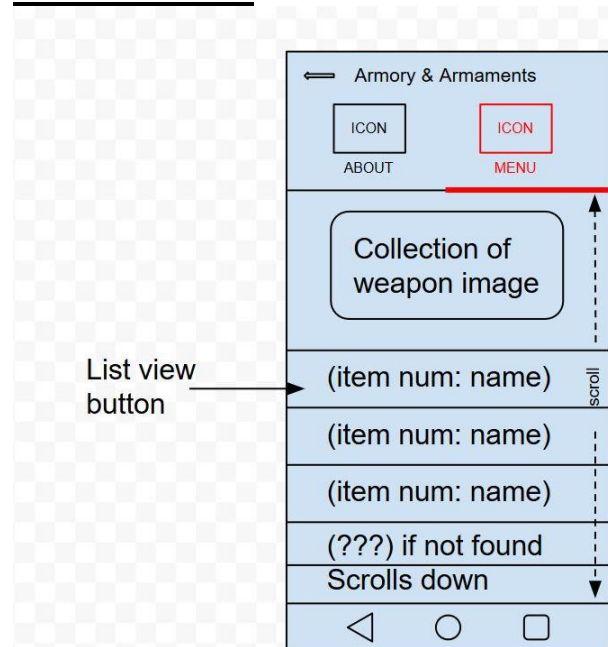 Armory & Armaments
ICON
ICON
ABOUT
MENU
Collection of
weapon image
List view
button
(item num: name)
scroll
(item num: name)
(item num: name)
(???) if not found
Scrolls down